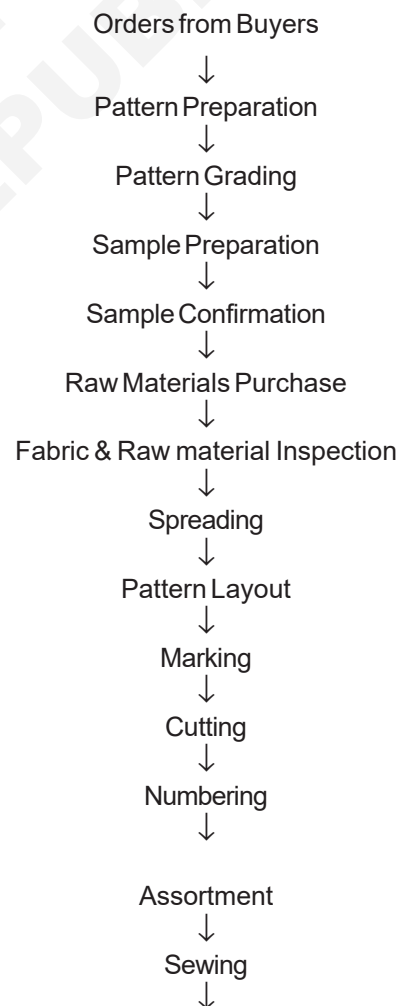 Orders from Buyers
↓
Pattern Preparation
↓
Pattern Grading
↓
Sample Preparation
↓
Sample Confirmation
↓
Raw Materials Purchase
↓
Fabric & Raw material Inspection
↓
Spreading
↓
Pattern Layout
↓
Marking
↓
Cutting
↓
Numbering
↓
Assortment
↓
Sewing
↓